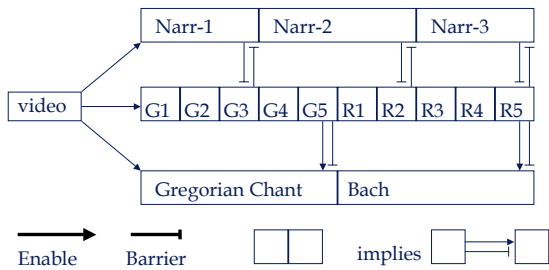 Narr-1 Narr-2 Narr-3
video G1 G2 G3 G4 G5 R1 R2 R3 R4 R5
Gregorian Chant Bach
Enable Barrier implies